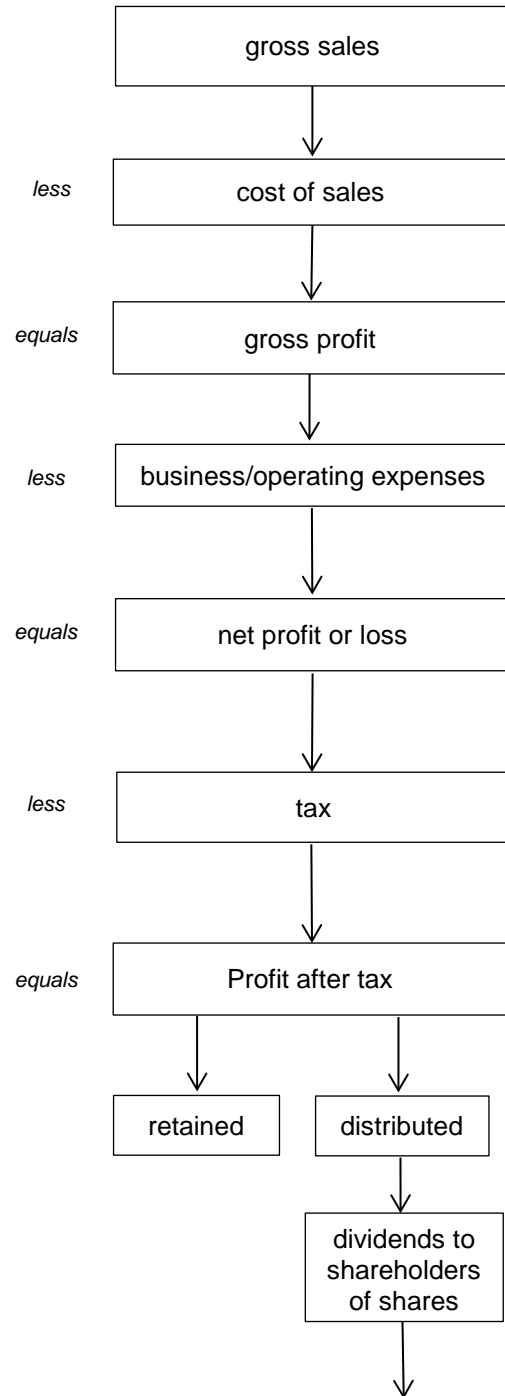 gross sales
less
cost of sales
equals
gross profit
less
business/operating expenses
equals
net profit or loss
less
tax
equals
Profit after tax
retained
distributed
dividends to
shareholders
of shares